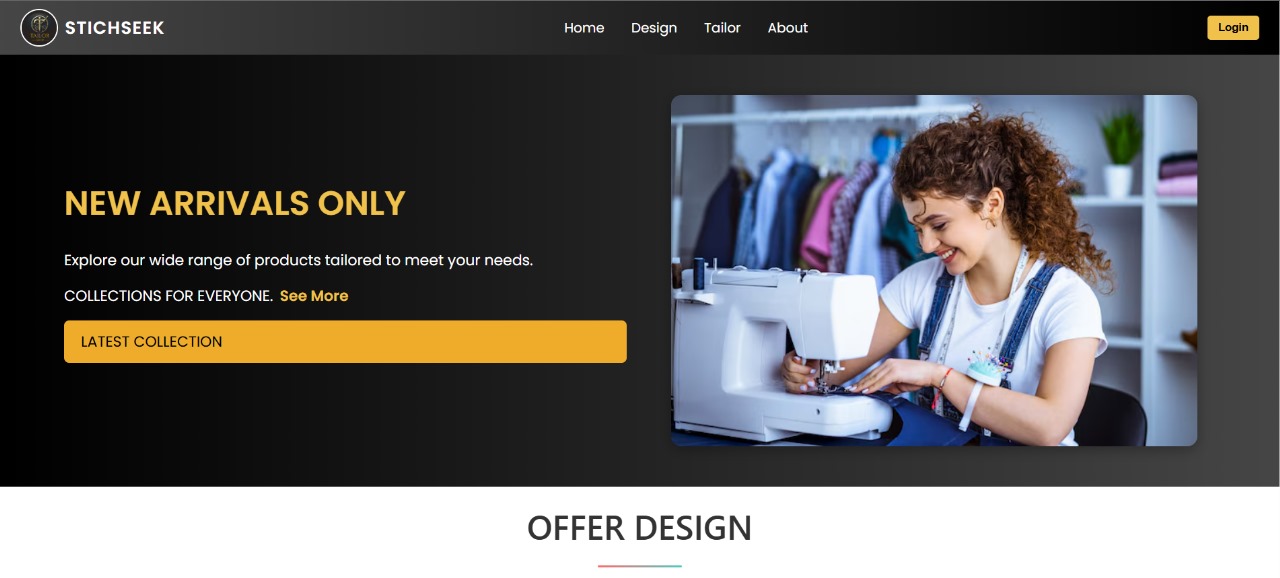 STICHSEEK
Home Design Tailor About
Login
NEW ARRIVALS ONLY
Explore our wide range of products tailored to meet your needs.
COLLECTIONS FOR EVERYONE. See More
LATEST COLLECTION
OFFER DESIGN